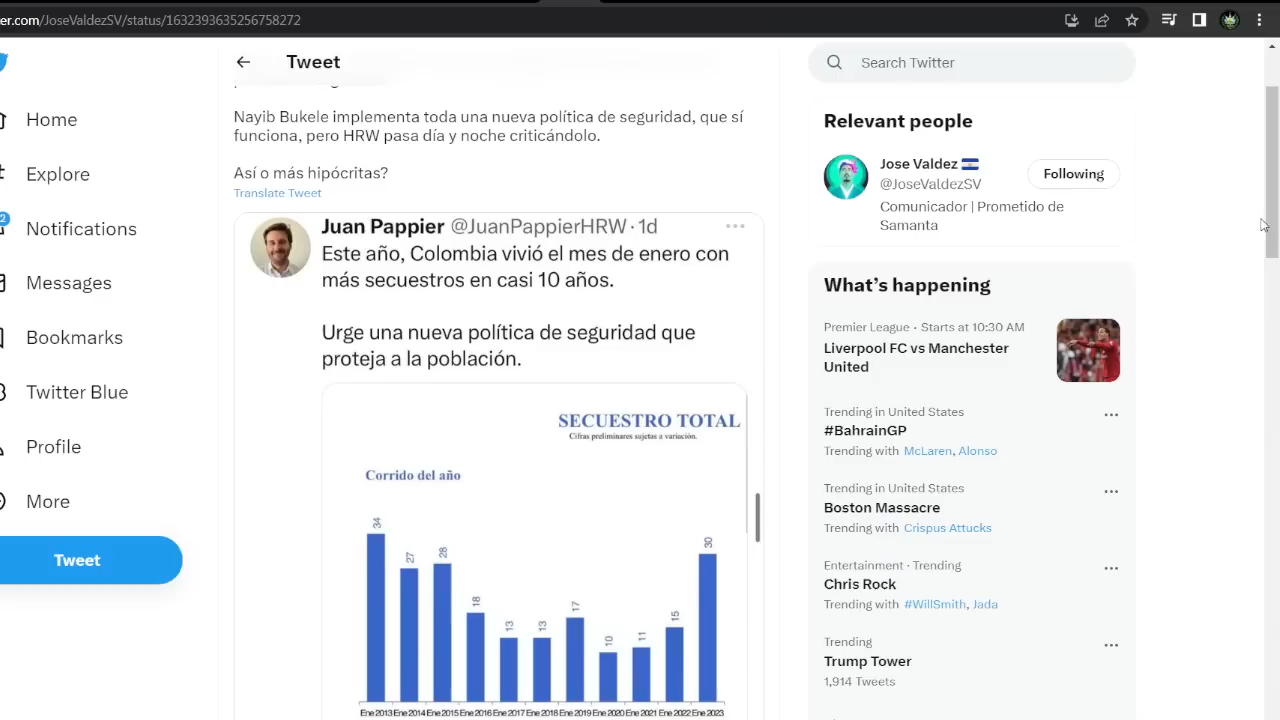 er.com/JoseValdezSV/status/1632393635256758272
Tweet
Search Twitter
Home
Explore
2
Notifications
Messages
Bookmarks
Twitter Blue
Profile
More
Tweet
Nayib Bukele implementa toda una nueva política de seguridad, que sí
funciona, pero HRW pasa día y noche criticándolo.
Así o más hipócritas?
Translate Tweet
Juan Pappier @JuanPappierHRW · 1d
Este año, Colombia vivió el mes de enero con
más secuestros en casi 10 años.
Urge una nueva política de seguridad que
proteja a la población.
SECUESTRO TOTAL
Cifras preliminares sujetas a variación.
Corrido del año
34
27
28
18
13
13
17
10
11
15
30
Ene 2013 Ene 2014 Ene 2015 Ene 2016 Ene 2017 Ene 2018 Ene 2019 Ene 2020 Ene 2021 Ene 2022 Ene 2023
Relevant people
Jose Valdez
@JoseValdezSV
Following
Comunicador | Prometido de
Samanta
What’s happening
Premier League · Starts at 10:30 AM
Liverpool FC vs Manchester
United
Trending in United States
#BahrainGP
Trending with McLaren, Alonso
Trending in United States
Boston Massacre
Trending with Crispus Attucks
Entertainment · Trending
Chris Rock
Trending with #WillSmith, Jada
Trending
Trump Tower
1,914 Tweets